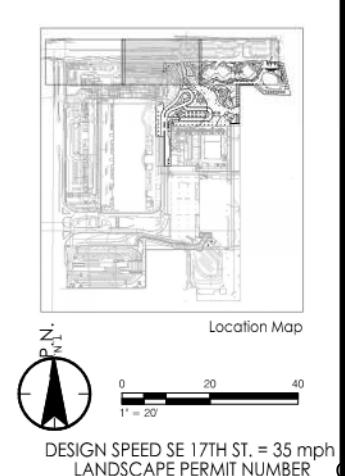 Location Map
P.N.
0 20 40
1" = 20'
DESIGN SPEED SE 17TH ST. = 35 mph
LANDSCAPE PERMIT NUMBER